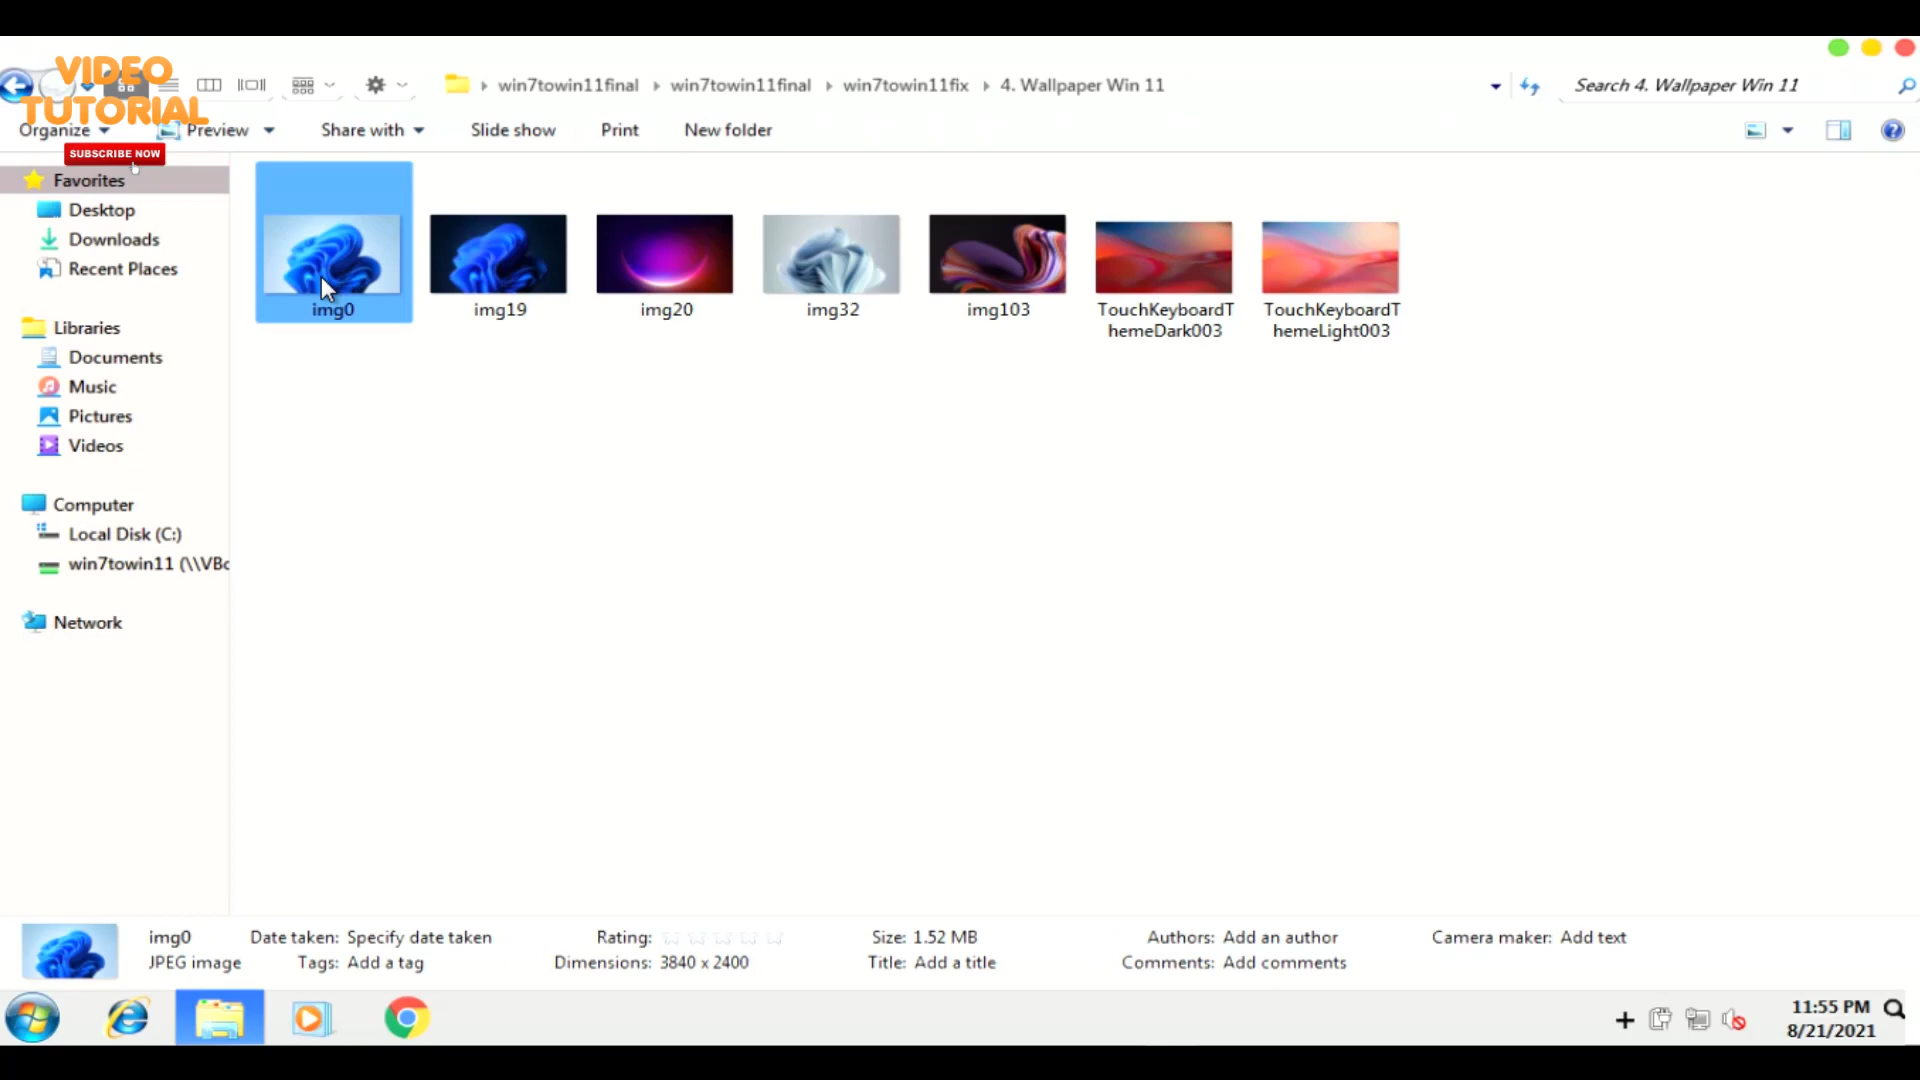 VIDEO
TUTORIAL
SUBSCRIBE NOW
win7towin11final
win7towin11final
win7towin11fix
4. Wallpaper Win 11
Search 4. Wallpaper Win 11
Organize
Preview
Share with
Slide show
Print
New folder
Favorites
Desktop
Downloads
Recent Places
Libraries
Documents
Music
Pictures
Videos
Computer
Local Disk (C:)
win7towin11 (\\VBo
Network
img0
img19
img20
img32
img103
TouchKeyboardT
hemeDark003
TouchKeyboardT
hemeLight003
img0
JPEG image
Date taken: Specify date taken
Tags: Add a tag
Rating:
Dimensions: 3840 x 2400
Size: 1.52 MB
Title: Add a title
Authors: Add an author
Comments: Add comments
Camera maker: Add text
11:55 PM
8/21/2021